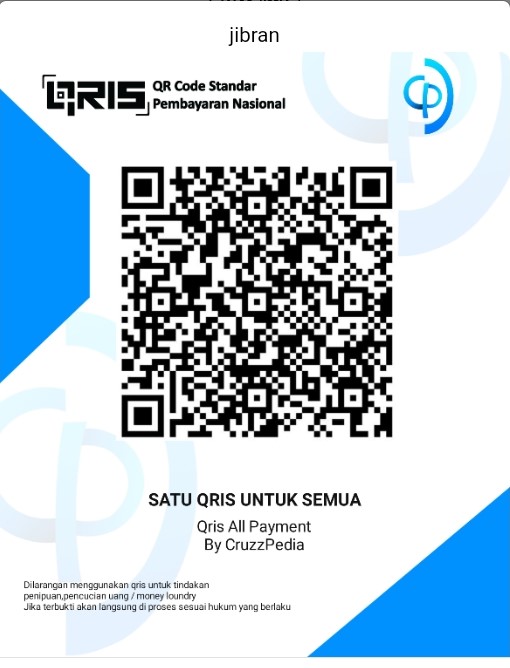 jibran
QRIS
QR Code Standar
Pembayaran Nasional
SATU QRIS UNTUK SEMUA
Qris All Payment
By CruzzPedia
Dilarangan menggunakan qris untuk tindakan
penipuan,pencucian uang / money loundry
Jika terbukti akan langsung di proses sesuai hukum yang berlaku